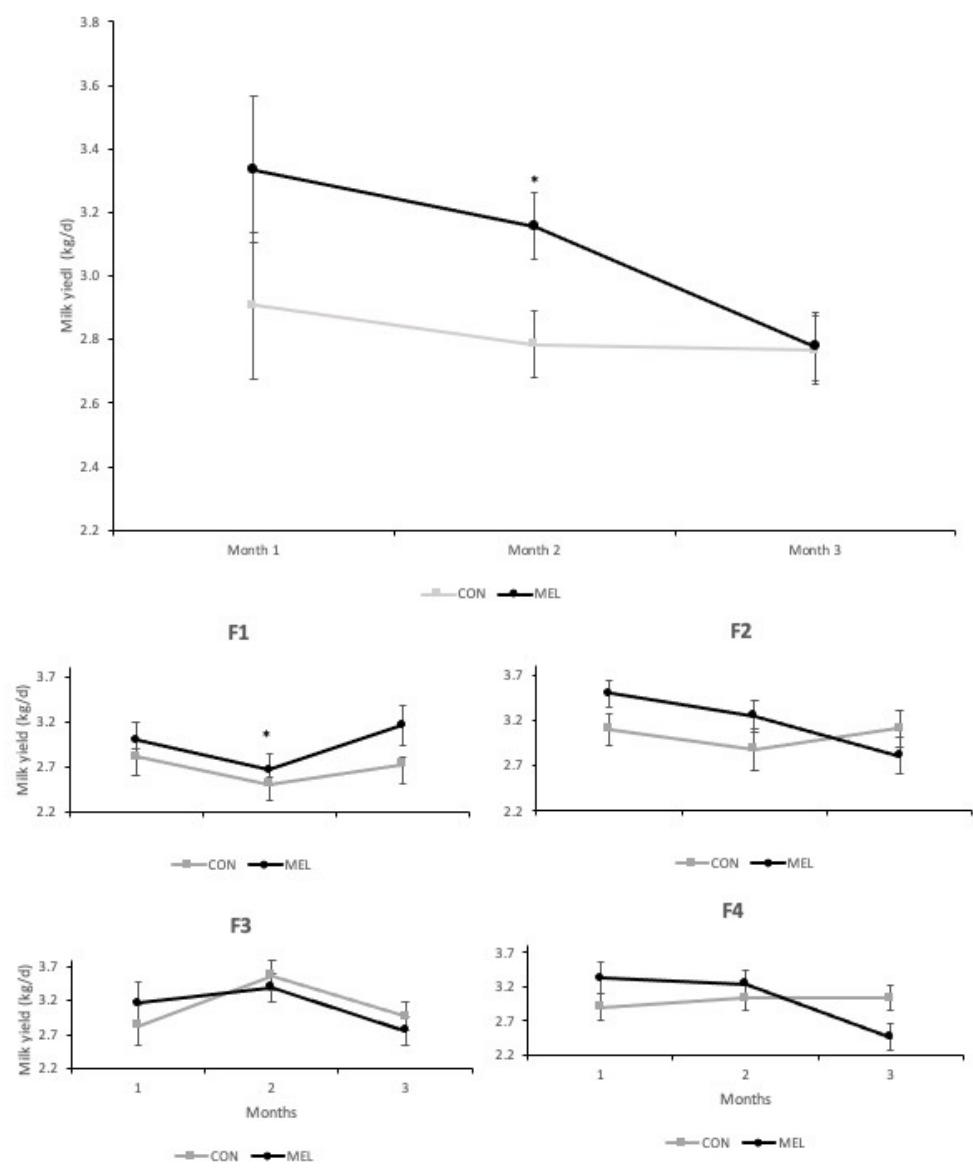 3.8
3.6
3.4
3.2
3.0
2.8
2.6
2.4
2.2
Milk yiedl (kg/d)
*
Month 1 Month 2 Month 3
CON MEL
F1
3.7
3.2
2.7
2.2
Milk yield (kg/d)
*
CON MEL
F2
3.7
3.2
2.7
2.2
CON MEL
F3
3.7
3.2
2.7
2.2
Milk yield (kg/d)
1 2 3
Months
CON MEL
F4
3.7
3.2
2.7
2.2
1 2 3
Months
CON MEL